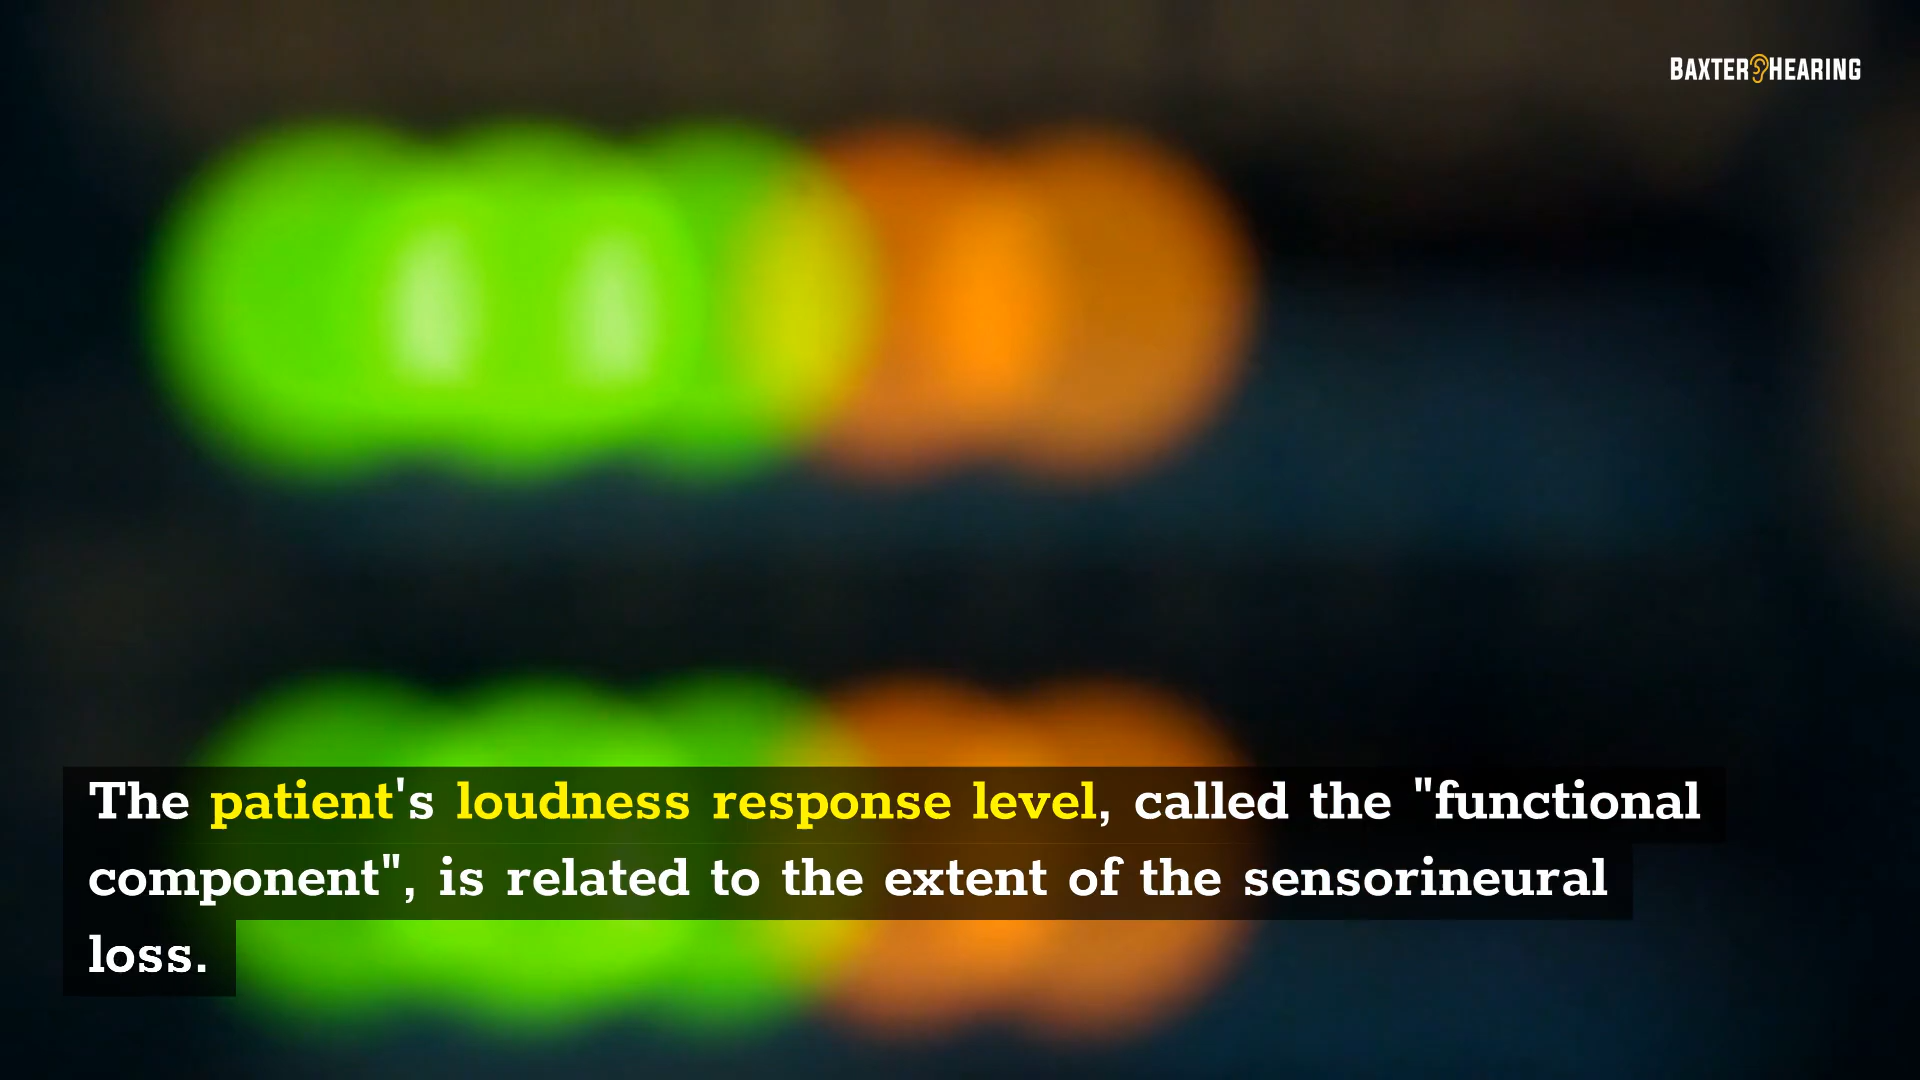 BAXTER HEARING
The patient's loudness response level, called the "functional
component", is related to the extent of the sensorineural
loss.